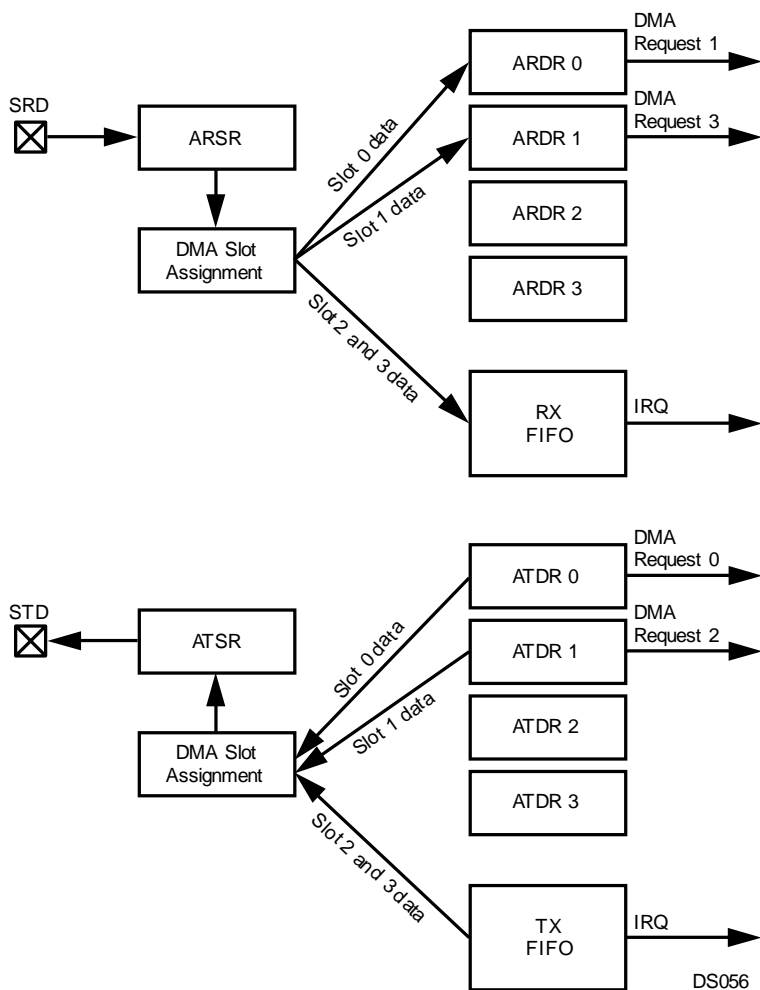 DMA
Request 1
ARDR 0
SRD
DMA
Request 3
ARSR
ARDR 1
Slot 0 data
Slot 1 data
ARDR 2
DMA Slot
Assignment
ARDR 3
Slot 2 and 3 data
RX
FIFO
IRQ
DMA
Request 0
ATDR 0
STD
DMA
Request 2
ATSR
ATDR 1
Slot 0 data
Slot 1 data
ATDR 2
DMA Slot
Assignment
ATDR 3
Slot 2 and 3 data
TX
FIFO
IRQ
DS056